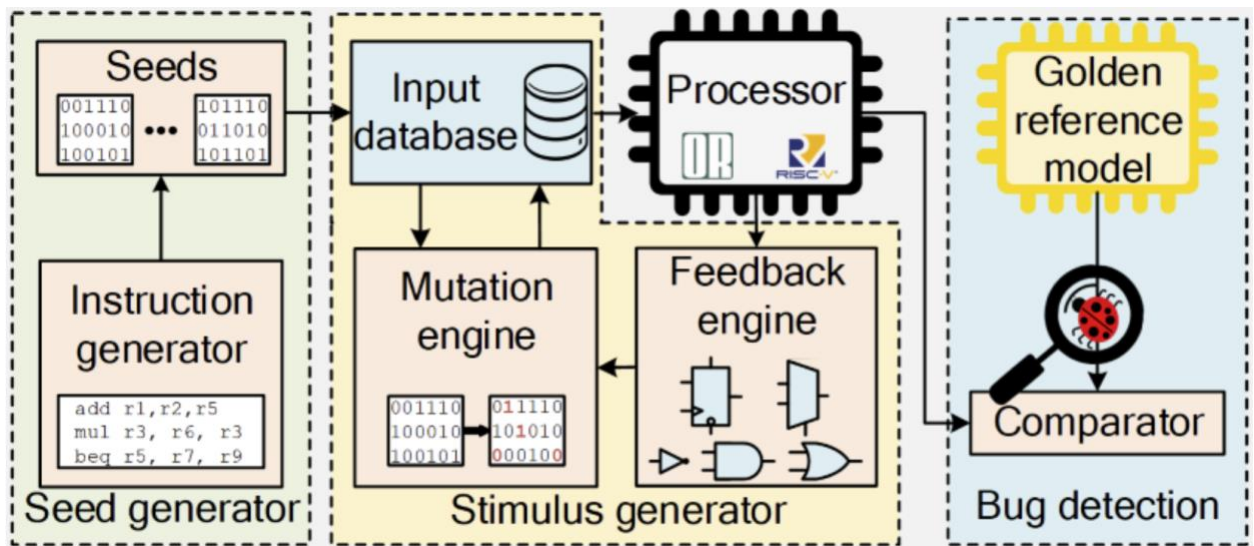 Seeds
001110
100010
100101
•••
101110
011010
101101
Instruction
generator
add r1,r2,r5
mul r3, r6, r3
beq r5, r7, r9
Seed generator
Input
database
Mutation
engine
001110
100010
100101
011110
101010
000100
Feedback
engine
Stimulus generator
Processor
OR
RISC-V
Golden
reference
model
Comparator
Bug detection